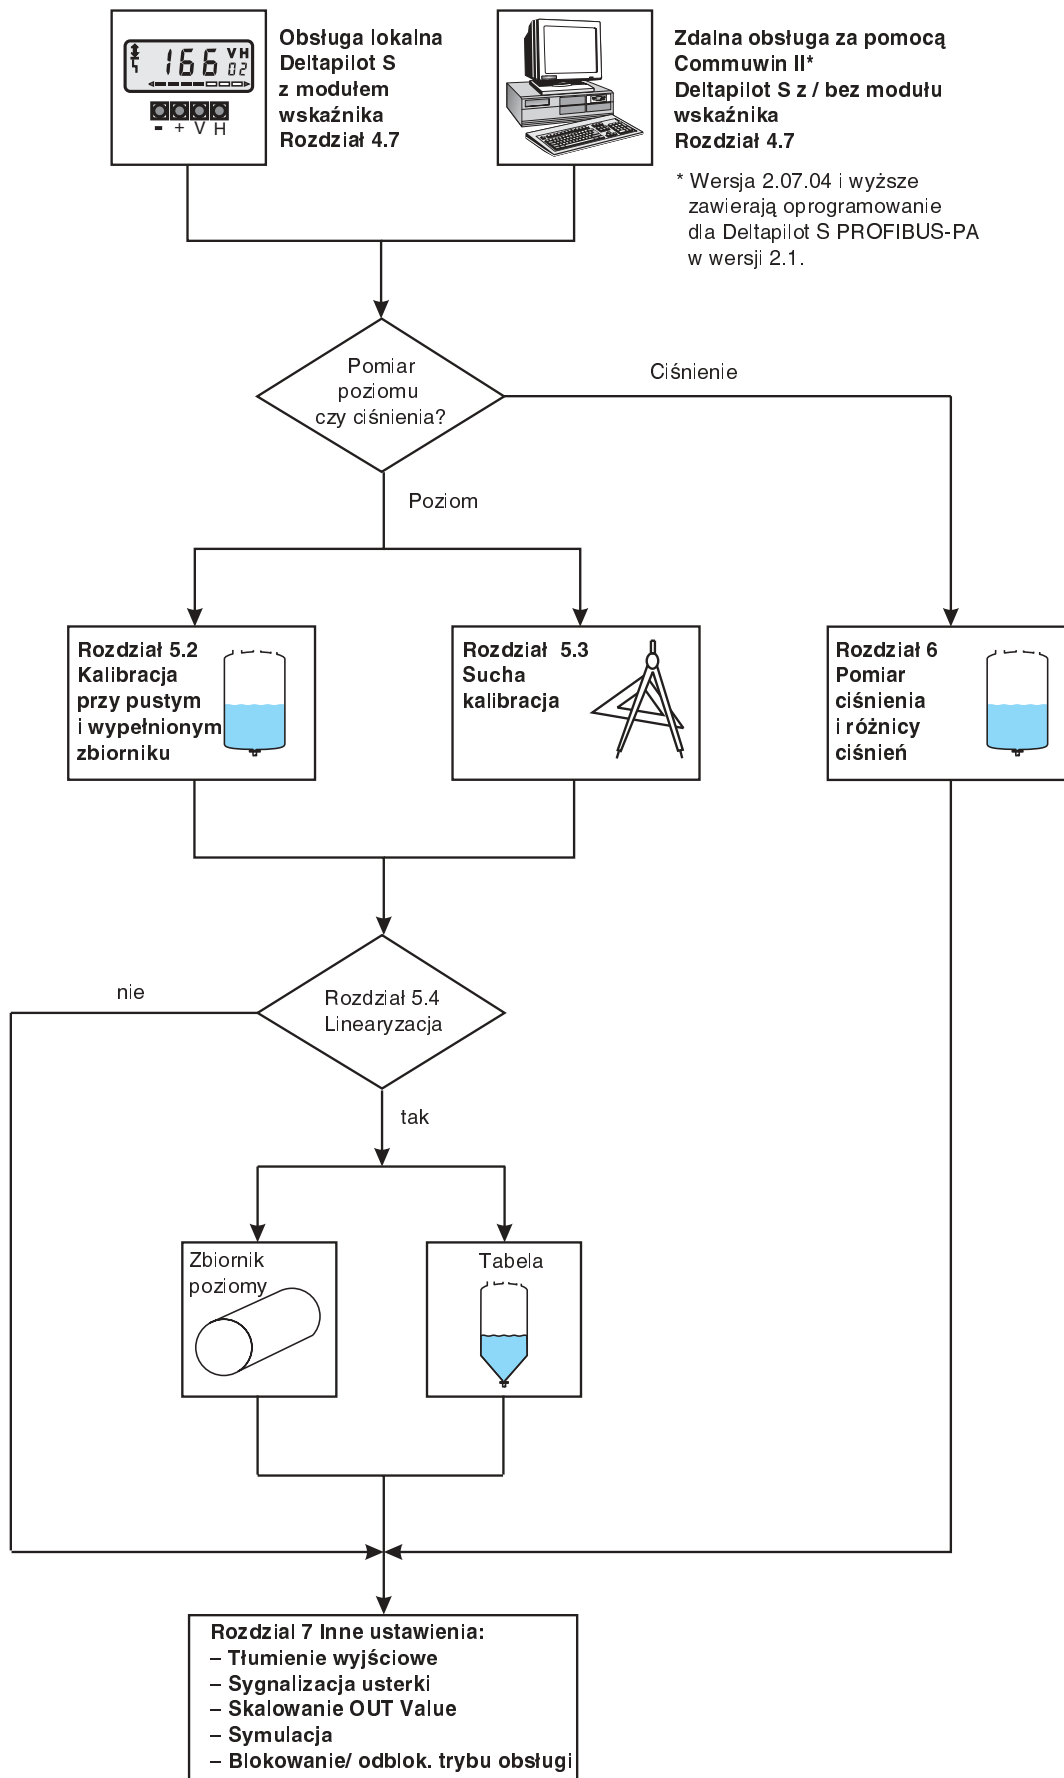 166
VH
02
- + V H
Obsługa lokalna
Deltapilot S
z modułem
wskaźnika
Rozdział 4.7
Zdalna obsługa za pomocą
Commuwin II*
Deltapilot S z / bez modułu
wskaźnika
Rozdział 4.7
* Wersja 2.07.04 i wyższe
zawierają oprogramowanie
dla Deltapilot S PROFIBUS-PA
w wersji 2.1.
Pomiar
poziomu
czy ciśnienia?
Ciśnienie
Poziom
Rozdział 5.2
Kalibracja
przy pustym
i wypełnionym
zbiorniku
Rozdział 5.3
Sucha
kalibracja
Rozdział 6
Pomiar
ciśnienia
i różnicy
ciśnień
nie
Rozdział 5.4
Linearyzacja
tak
Zbiornik
poziomy
Tabela
Rozdzial 7 Inne ustawienia:
– Tłumienie wyjściowe
– Sygnalizacja usterki
– Skalowanie OUT Value
– Symulacja
– Blokowanie/ odblok. trybu obsługi